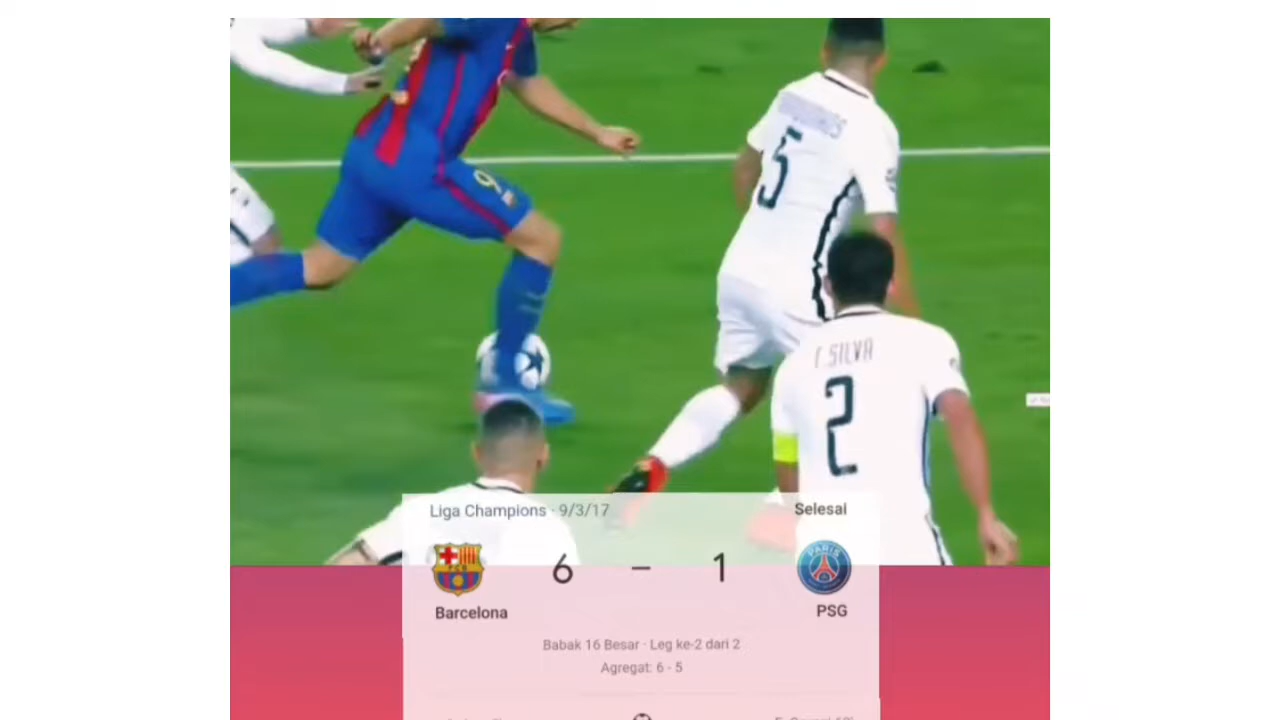 9
5
T. SILVA
2
Liga Champions · 9/3/17
Selesai
6 – 1
Barcelona
PSG
PARIS
Babak 16 Besar · Leg ke-2 dari 2
Agregat: 6 - 5